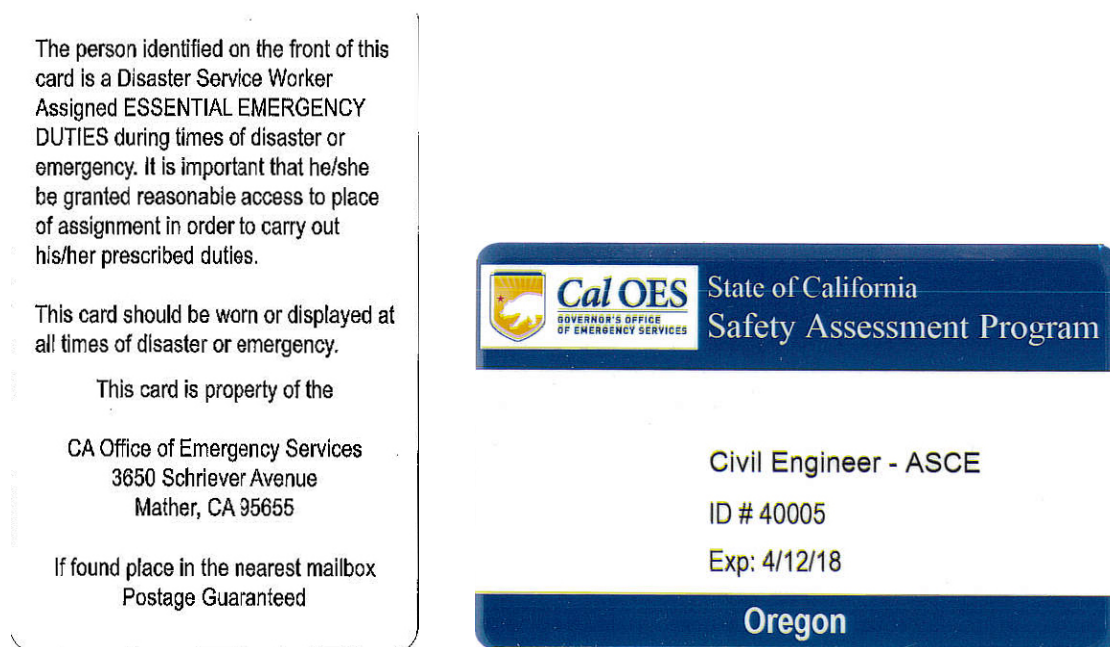 The person identified on the front of this
card is a Disaster Service Worker
Assigned ESSENTIAL EMERGENCY
DUTIES during times of disaster or
emergency. It is important that he/she
be granted reasonable access to place
of assignment in order to carry out
his/her prescribed duties.
This card should be worn or displayed at
all times of disaster or emergency.
This card is property of the
CA Office of Emergency Services
3650 Schriever Avenue
Mather, CA 95655
If found place in the nearest mailbox
Postage Guaranteed
Cal OES
GOVERNOR'S OFFICE
OF EMERGENCY SERVICES
State of California
Safety Assessment Program
Civil Engineer - ASCE
ID # 40005
Exp: 4/12/18
Oregon